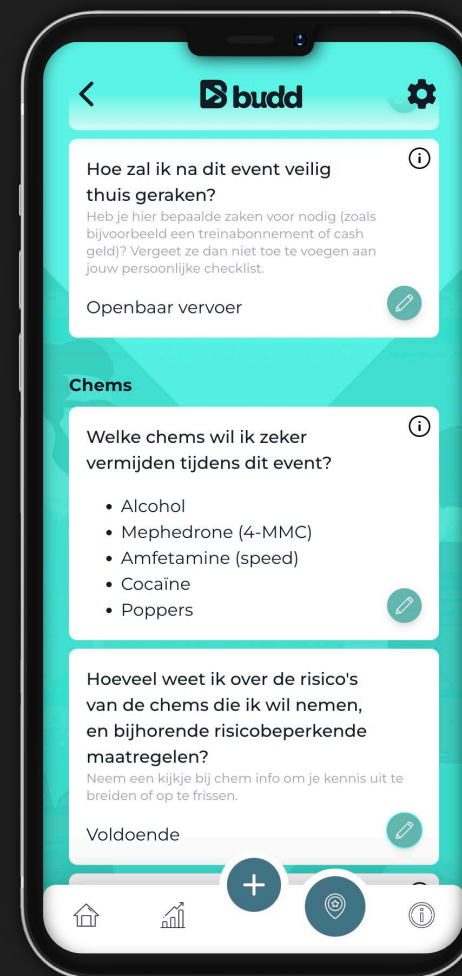 budd
Hoe zal ik na dit event veilig
thuis geraken?
Heb je hier bepaalde zaken voor nodig (zoals
bijvoorbeeld een treinabonnement of cash
geld)? Vergeet ze dan niet toe te voegen aan
jouw persoonlijke checklist.
Openbaar vervoer
Chems
Welke chems wil ik zeker
vermijden tijdens dit event?
• Alcohol
• Mephedrone (4-MMC)
• Amfetamine (speed)
• Cocaïne
• Poppers
Hoeveel weet ik over de risico's
van de chems die ik wil nemen,
en bijhorende risicobeperkende
maatregelen?
Neem een kijkje bij chem info om je kennis uit te
breiden of op te frissen.
Voldoende